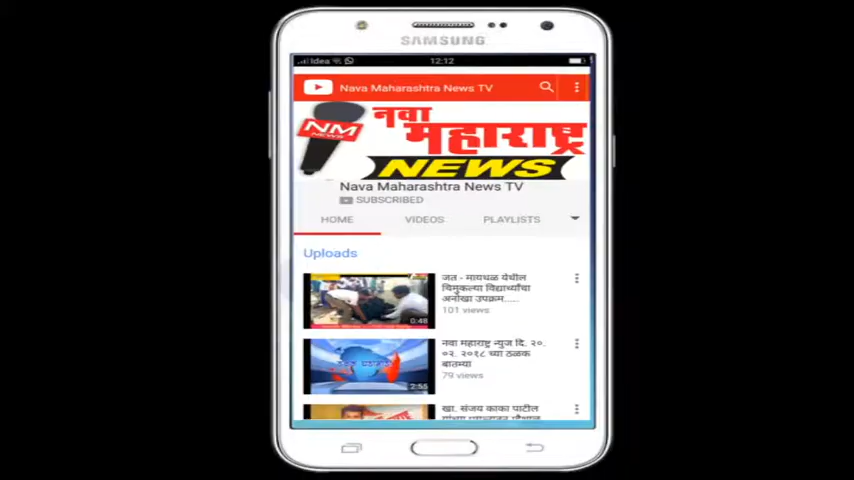 SAMSUNG
Idea
12:12
Nava Maharashtra News TV
NM
NEWS
नवा
महाराष्ट्र
NEWS
Nava Maharashtra News TV
SUBSCRIBED
HOME VIDEOS PLAYLISTS
Uploads
0:48
जत - मायथळ येथील
चिमुकल्या विद्यार्थ्यांचा
अनोखा उपक्रम.....
101 views
2:55
नवा महाराष्ट्र न्युज दि. २०.
०२. २०१८ च्या ठळक
बातम्या
79 views
खा. संजय काका पाटील